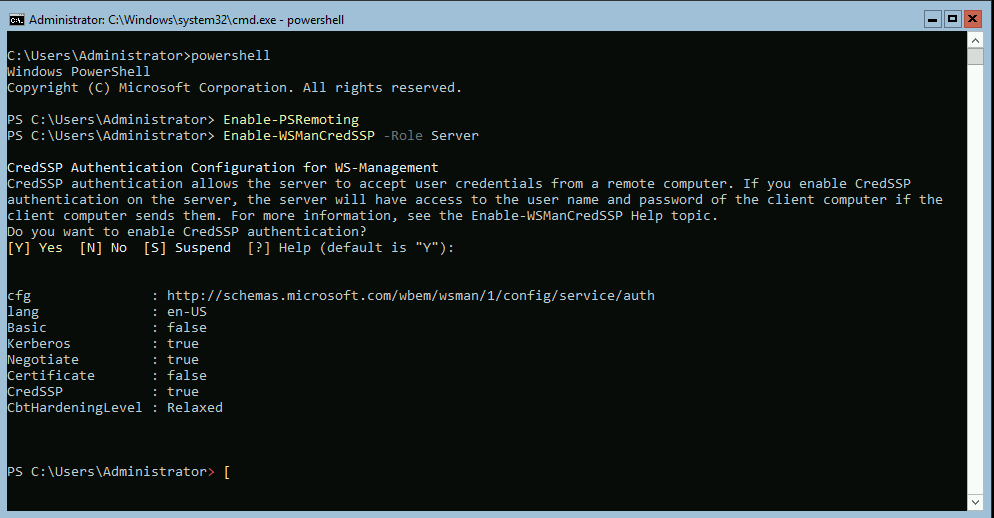 Administrator: C:\Windows\system32\cmd.exe - powershell
C:\Users\Administrator>powershell
Windows PowerShell
Copyright (C) Microsoft Corporation. All rights reserved.
PS C:\Users\Administrator> Enable-PSRemoting
PS C:\Users\Administrator> Enable-WSManCredSSP -Role Server
CredSSP Authentication Configuration for WS-Management
CredSSP authentication allows the server to accept user credentials from a remote computer. If you enable CredSSP
authentication on the server, the server will have access to the user name and password of the client computer if the
client computer sends them. For more information, see the Enable-WSManCredSSP Help topic.
Do you want to enable CredSSP authentication?
[Y] Yes  [N] No  [S] Suspend  [?] Help (default is "Y"):
cfg                  : http://schemas.microsoft.com/wbem/wsman/1/config/service/auth
lang                 : en-US
Basic                : false
Kerberos             : true
Negotiate            : true
Certificate          : false
CredSSP              : true
CbtHardeningLevel : Relaxed
PS C:\Users\Administrator> [